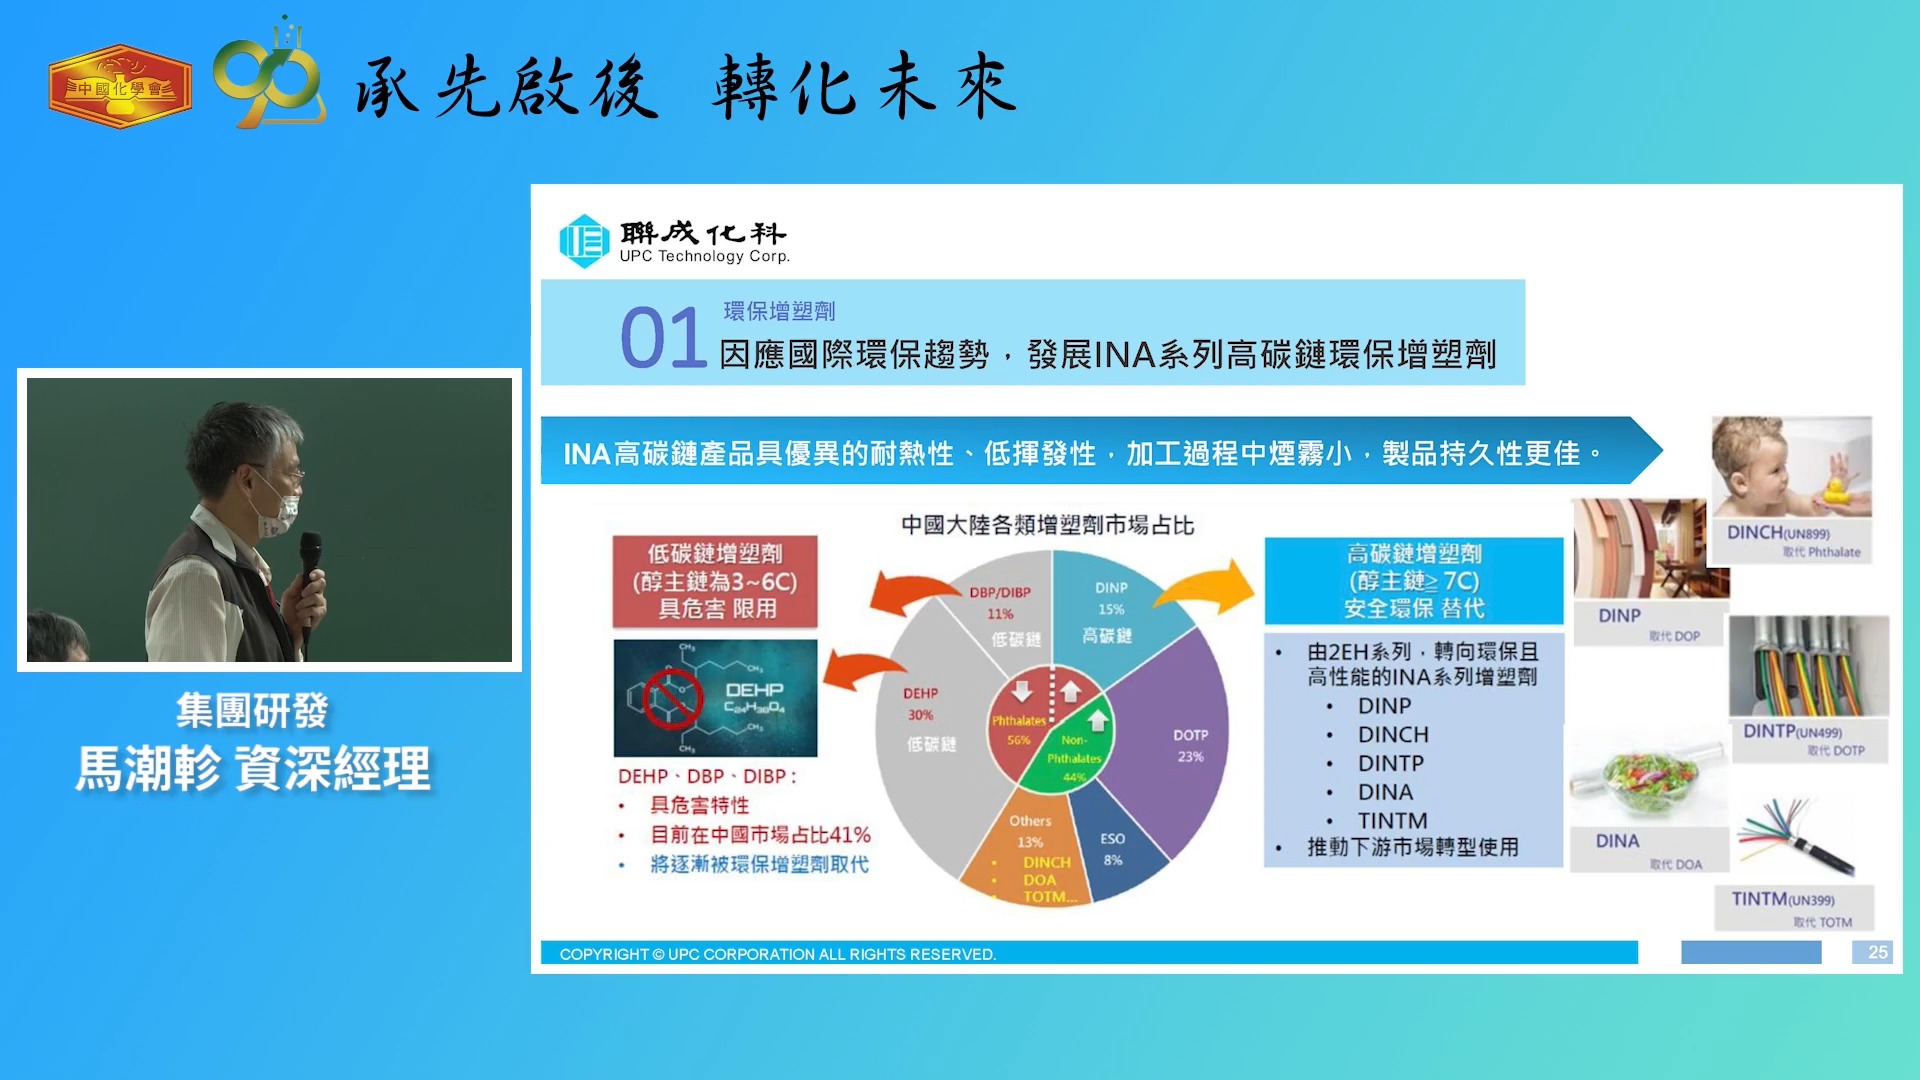 中國化學會
90
承先啟後 轉化未來
聯成化科
UPC Technology Corp.
01
環保增塑劑
因應國際環保趨勢，發展INA系列高碳鏈環保增塑劑
INA高碳鏈產品具優異的耐熱性、低揮發性，加工過程中煙霧小，製品持久性更佳。
中國大陸各類增塑劑市場占比
低碳鏈增塑劑
(醇主鏈為3~6C)
具危害 限用
CH₃
CH₃
DEHP
C₂₄H₃₈O₄
CH₃
CH₃
DEHP、DBP、DIBP：
• 具危害特性
• 目前在中國市場占比41%
• 將逐漸被環保增塑劑取代
DBP/DIBP
11%
低碳鏈
DINP
15%
高碳鏈
DEHP
30%
低碳鏈
Phthalates
56%
Non-
Phthalates
44%
DOTP
23%
Others
13%
• DINCH
• DOA
• TOTM...
ESO
8%
高碳鏈增塑劑
(醇主鏈≧ 7C)
安全環保 替代
• 由2EH系列，轉向環保且
高性能的INA系列增塑劑
• DINP
• DINCH
• DINTP
• DINA
• TINTM
• 推動下游市場轉型使用
DINCH(UN899)
取代 Phthalate
DINP
取代 DOP
DINTP(UN499)
取代 DOTP
DINA
取代 DOA
TINTM(UN399)
取代 TOTM
COPYRIGHT © UPC CORPORATION ALL RIGHTS RESERVED.
25
集團研發
馬潮軫 資深經理